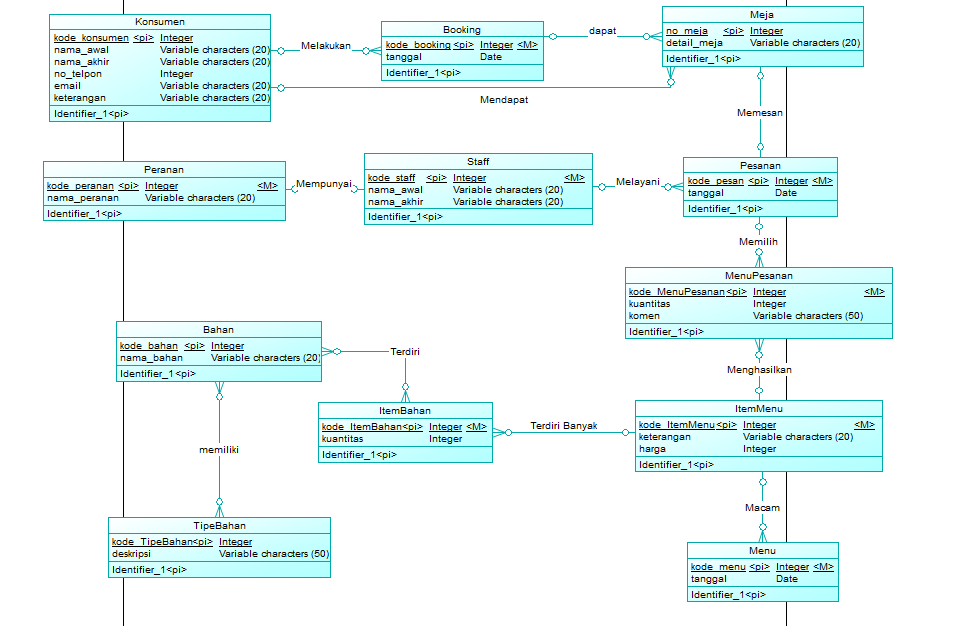 Konsumen
kode_konsumen <pi> Integer
nama_awal Variable characters (20)
nama_akhir Variable characters (20)
no_telpon Integer
email Variable characters (20)
keterangan Variable characters (20)
Identifier_1<pi>
Melakukan
Booking
kode_booking <pi> Integer <M>
tanggal Date
Identifier_1<pi>
dapat
Meja
no_meja <pi> Integer
detail_meja Variable characters (20)
Identifier_1<pi>
Mendapat
Memesan
Peranan
kode_peranan <pi> Integer <M>
nama_peranan Variable characters (20)
Identifier_1<pi>
Mempunyai
Staff
kode_staff <pi> Integer <M>
nama_awal Variable characters (20)
nama_akhir Variable characters (20)
Identifier_1<pi>
Melayani
Pesanan
kode_pesan <pi> Integer <M>
tanggal Date
Identifier_1<pi>
Memilih
MenuPesanan
kode_MenuPesanan<pi> Integer <M>
kuantitas Integer
komen Variable characters (50)
Identifier_1<pi>
Bahan
kode_bahan <pi> Integer
nama_bahan Variable characters (20)
Identifier_1<pi>
Terdiri
Menghasilkan
ItemBahan
kode_ItemBahan<pi> Integer <M>
kuantitas Integer
Identifier_1<pi>
Terdiri Banyak
ItemMenu
kode_ItemMenu<pi> Integer <M>
keterangan Variable characters (20)
harga Integer
Identifier_1<pi>
memiliki
Macam
TipeBahan
kode_TipeBahan<pi> Integer
deskripsi Variable characters (50)
Identifier_1<pi>
Menu
kode_menu <pi> Integer <M>
tanggal Date
Identifier_1<pi>